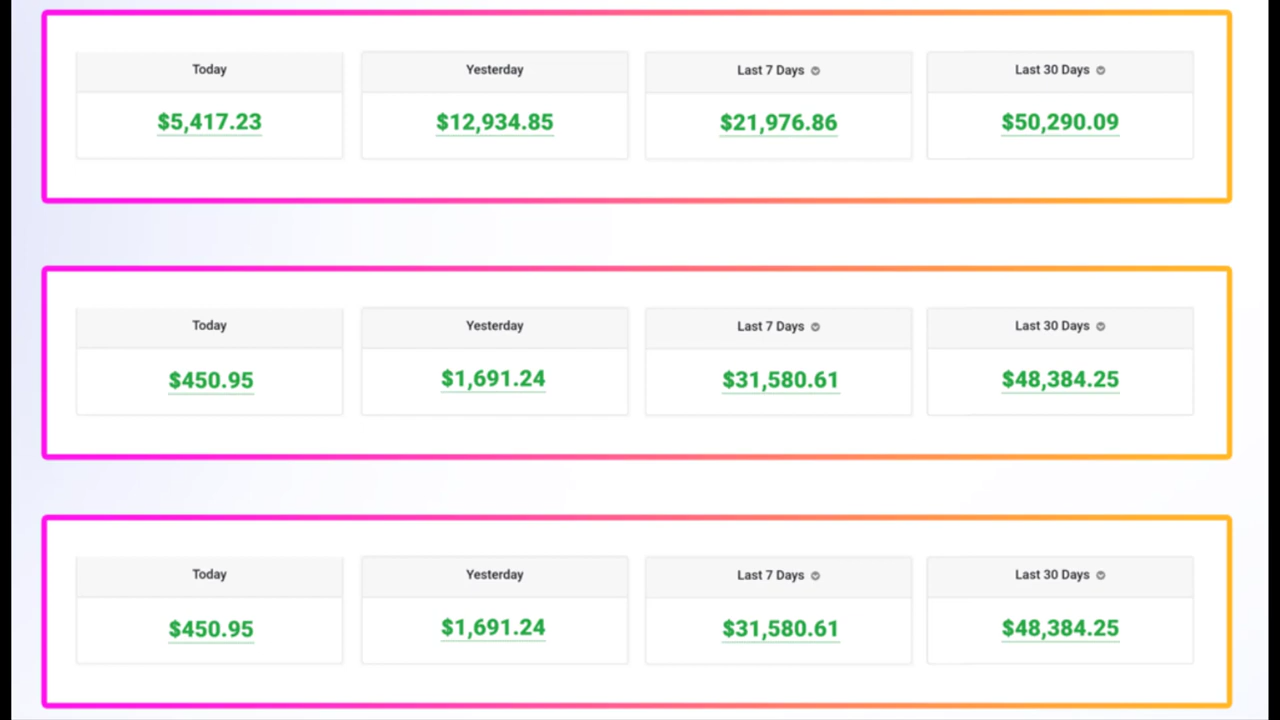 Today Yesterday Last 7 Days Last 30 Days
$5,417.23 $12,934.85 $21,976.86 $50,290.09
Today Yesterday Last 7 Days Last 30 Days
$450.95 $1,691.24 $31,580.61 $48,384.25
Today Yesterday Last 7 Days Last 30 Days
$450.95 $1,691.24 $31,580.61 $48,384.25